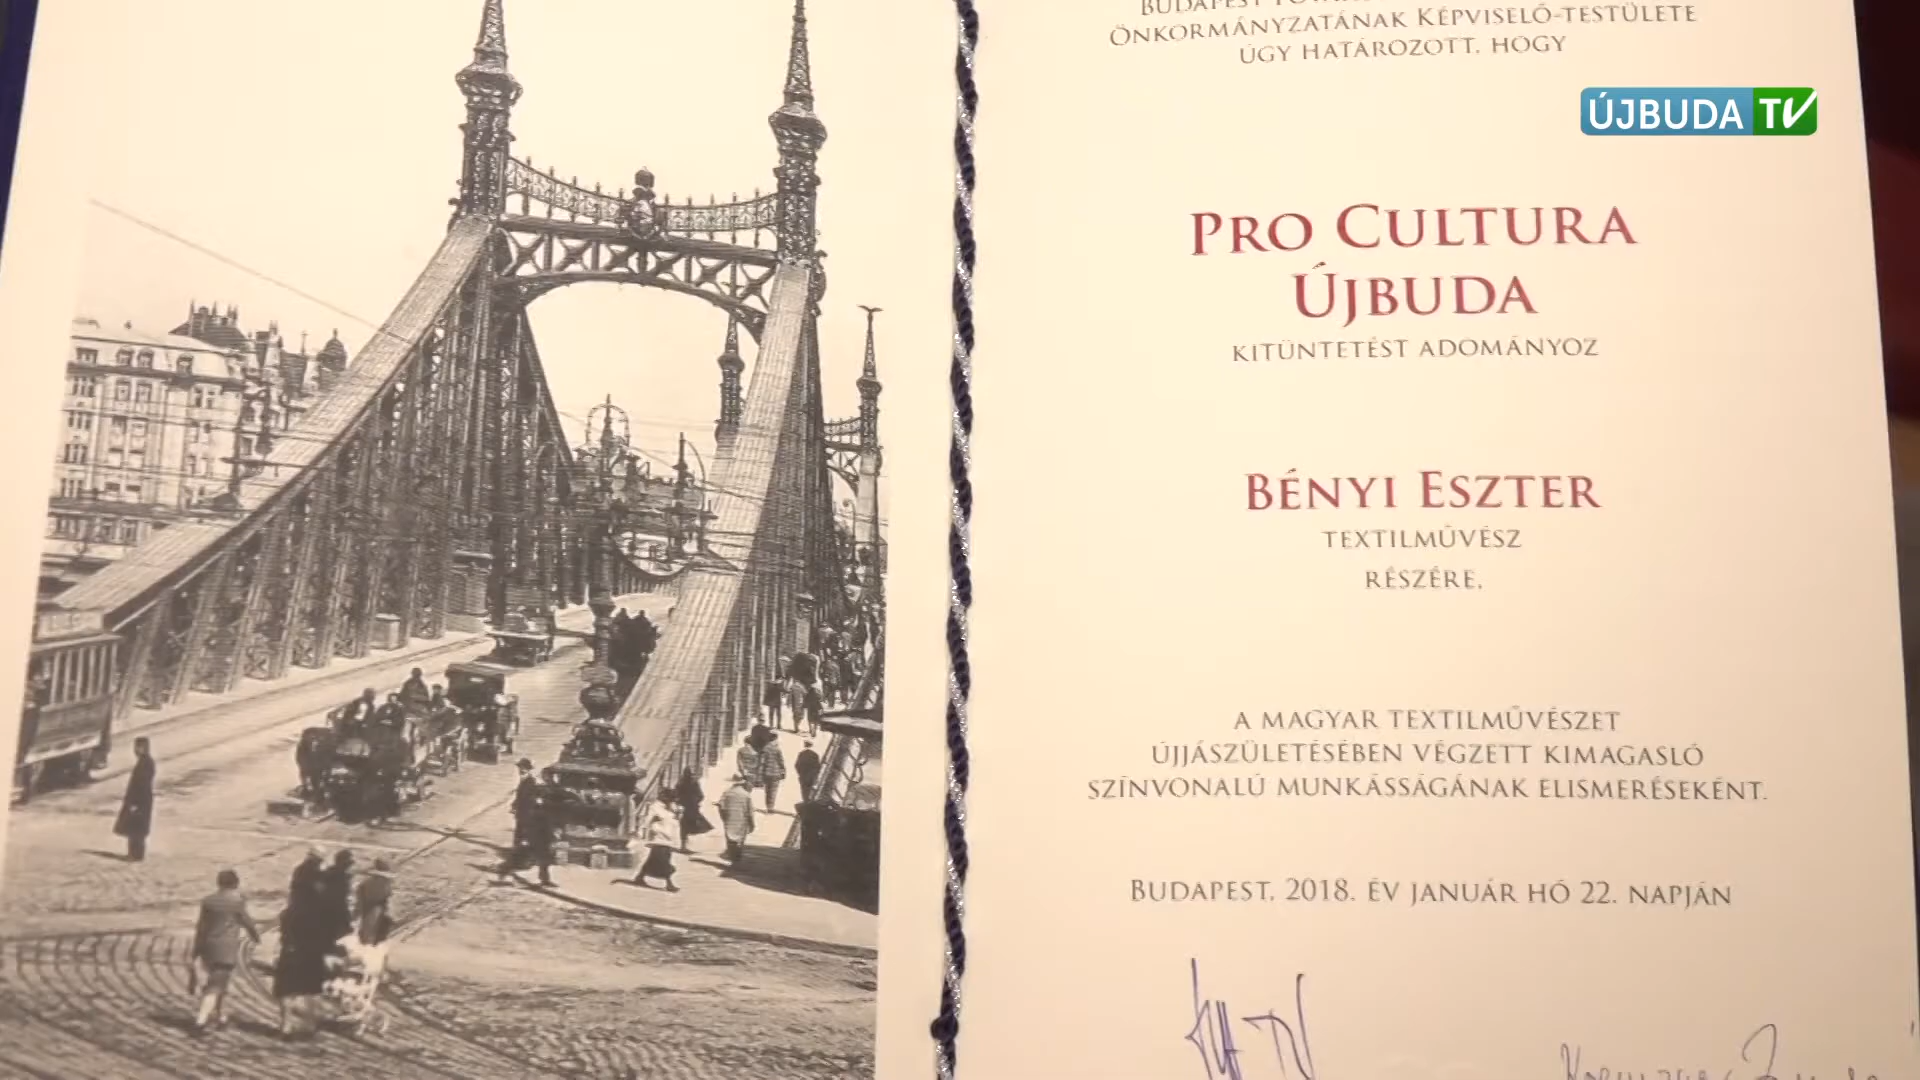 BUDAPEST
ÖNKORMÁNYZATÁNAK KÉPVISELŐ-TESTÜLETE
ÚGY HATÁROZOTT, HOGY
ÚJBUDA TV
PRO CULTURA
ÚJBUDA
KITÜNTETÉST ADOMÁNYOZ
BÉNYI ESZTER
TEXTILMŰVÉSZ
RÉSZÉRE,
A MAGYAR TEXTILMŰVÉSZET
ÚJJÁSZÜLETÉSÉBEN VÉGZETT KIMAGASLÓ
SZÍNVONALÚ MUNKÁSSÁGÁNAK ELISMERÉSEKÉNT.
BUDAPEST, 2018. ÉV JANUÁR HÓ 22. NAPJÁN